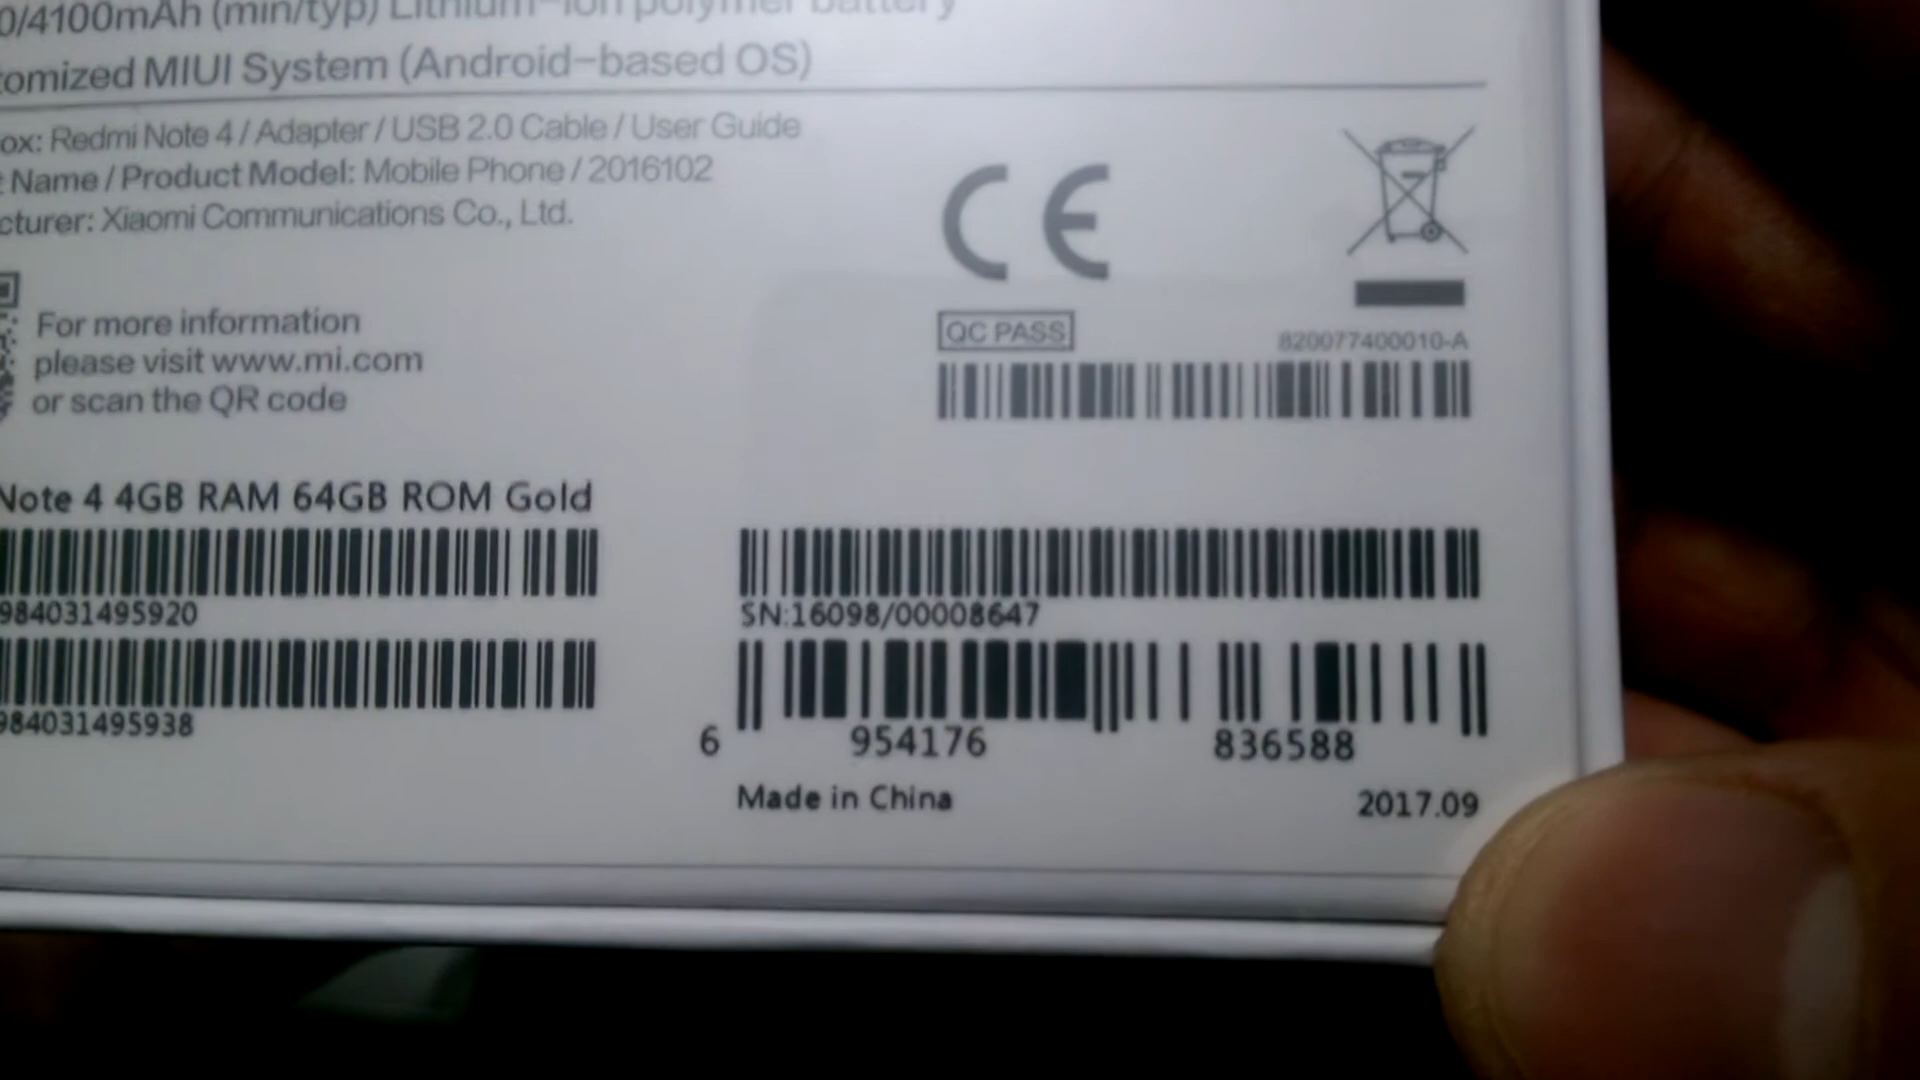 0/4100mAh (min/typ) Lithium-ion polymer battery
tomized MIUI System (Android-based OS)
ox: Redmi Note 4 / Adapter / USB 2.0 Cable / User Guide
t Name / Product Model: Mobile Phone / 2016102
cturer: Xiaomi Communications Co., Ltd.
CE
For more information
please visit www.mi.com
or scan the QR code
QC PASS
820077400010-A
Note 4 4GB RAM 64GB ROM Gold
984031495920
SN:16098/00008647
984031495938
6 954176 836588
Made in China
2017.09